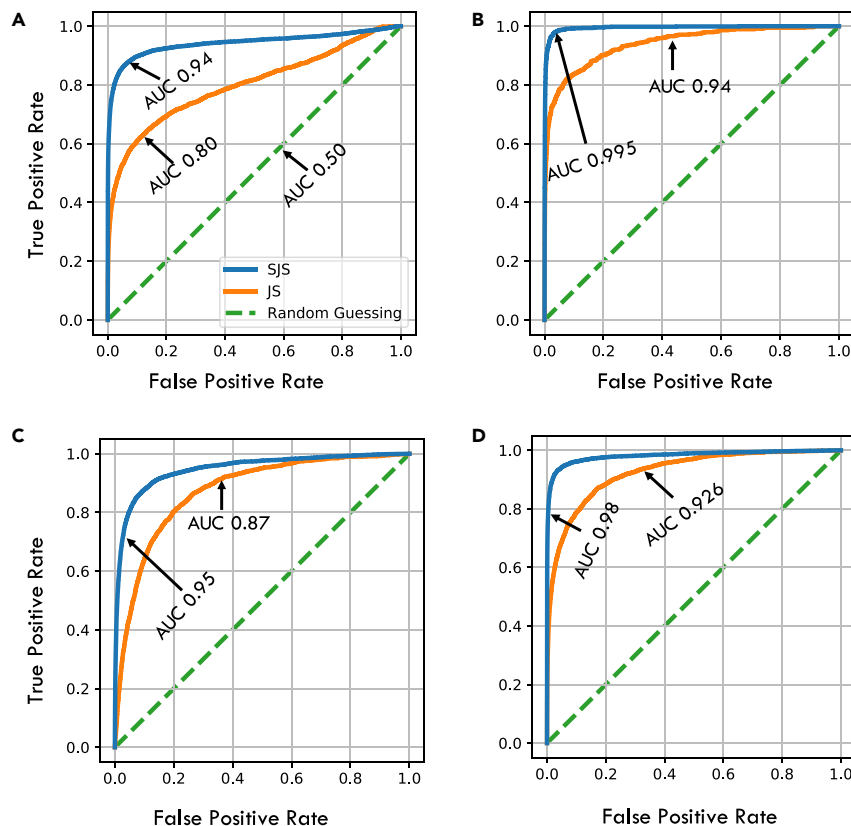 A
True Positive Rate
1.0
0.8
0.6
0.4
0.2
0.0
AUC 0.94
AUC 0.80
AUC 0.50
SJS
JS
Random Guessing
0.0 0.2 0.4 0.6 0.8 1.0
False Positive Rate
B
1.0
0.8
0.6
0.4
0.2
0.0
AUC 0.94
AUC 0.995
0.0 0.2 0.4 0.6 0.8 1.0
False Positive Rate
C
True Positive Rate
1.0
0.8
0.6
0.4
0.2
0.0
AUC 0.87
AUC 0.95
0.0 0.2 0.4 0.6 0.8 1.0
False Positive Rate
D
1.0
0.8
0.6
0.4
0.2
0.0
AUC 0.98
AUC 0.926
0.0 0.2 0.4 0.6 0.8 1.0
False Positive Rate